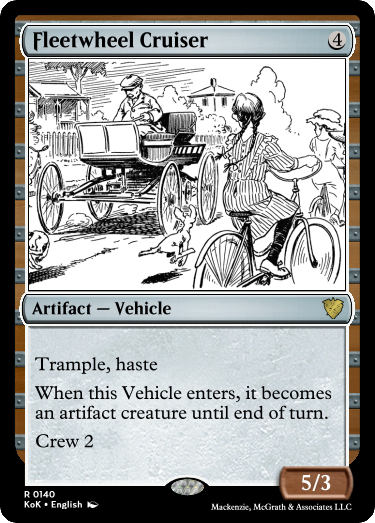 Fleetwheel Cruiser 4
Artifact — Vehicle
Trample, haste
When this Vehicle enters, it becomes
an artifact creature until end of turn.
Crew 2
5/3
R 0140
KoK • English
Mackenzie, McGrath & Associates LLC